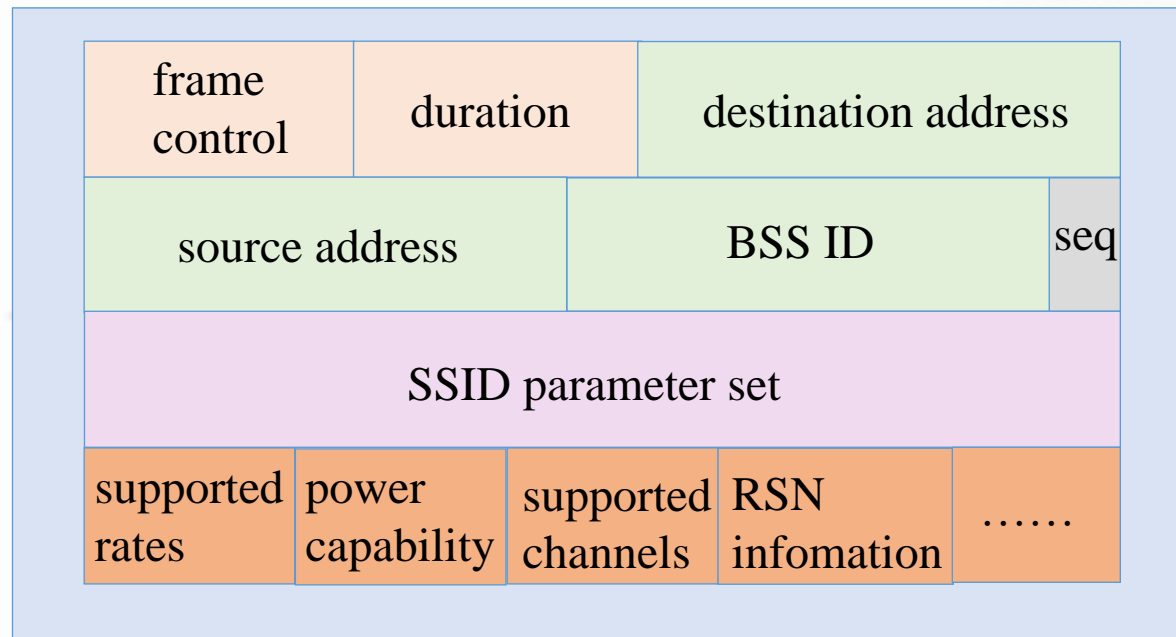 frame
control
duration
destination address
source address
BSS ID
seq
SSID parameter set
supported
rates
power
capability
supported
channels
RSN
infomation
……